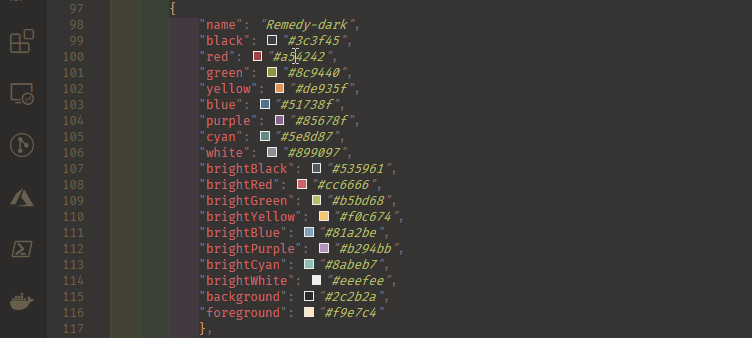 97 {
98 "name": "Remedy-dark",
99 "black": "#3c3f45",
100 "red": "#a54242",
101 "green": "#8c9440",
102 "yellow": "#de935f",
103 "blue": "#51738f",
104 "purple": "#85678f",
105 "cyan": "#5e8d87",
106 "white": "#899097",
107 "brightBlack": "#535961",
108 "brightRed": "#cc6666",
109 "brightGreen": "#b5bd68",
110 "brightYellow": "#f0c674",
111 "brightBlue": "#81a2be",
112 "brightPurple": "#b294bb",
113 "brightCyan": "#8abeb7",
114 "brightWhite": "#eeefee",
115 "background": "#2c2b2a",
116 "foreground": "#f9e7c4"
117 },